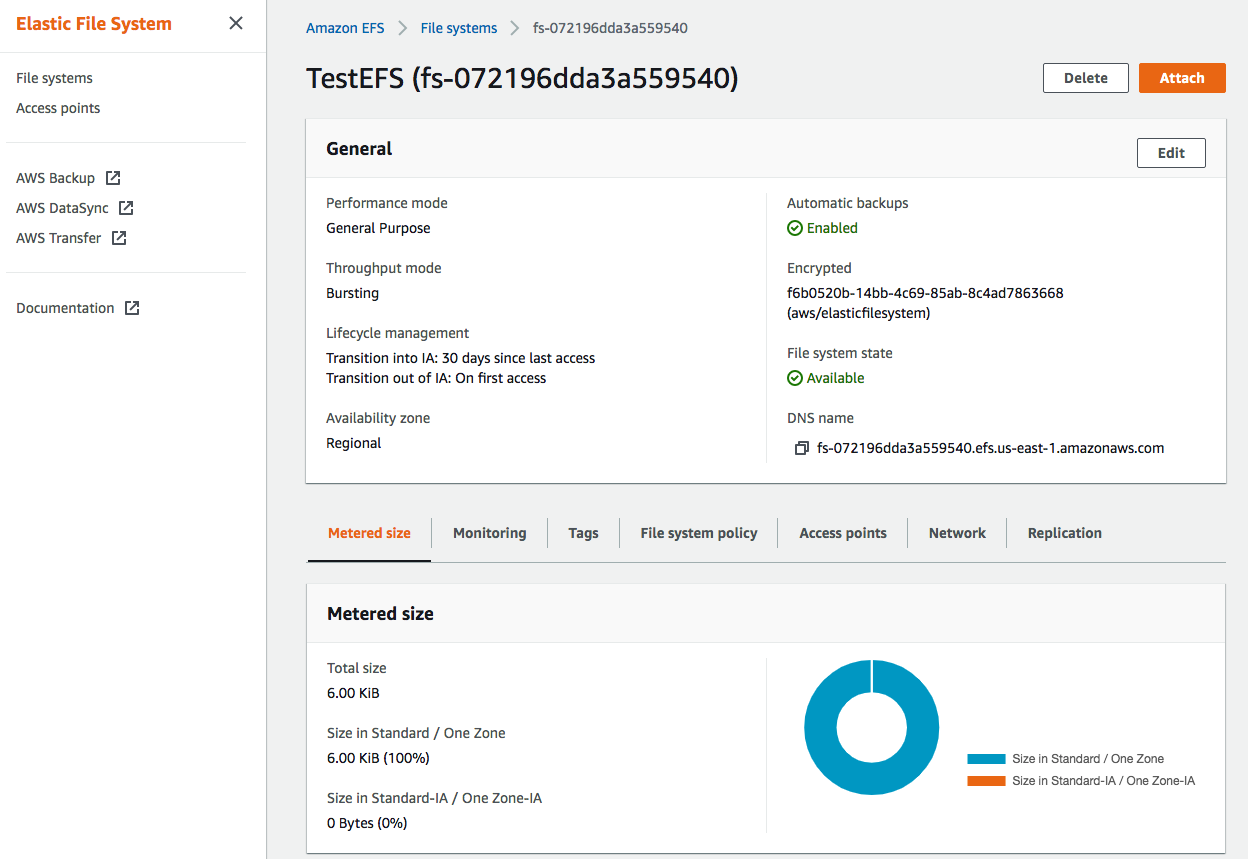 Elastic File System
File systems
Access points
AWS Backup
AWS DataSync
AWS Transfer
Documentation
Amazon EFS
File systems
fs-072196dda3a559540
TestEFS (fs-072196dda3a559540)
Delete
Attach
General
Edit
Performance mode
General Purpose
Throughput mode
Bursting
Lifecycle management
Transition into IA: 30 days since last access
Transition out of IA: On first access
Availability zone
Regional
Automatic backups
Enabled
Encrypted
f6b0520b-14bb-4c69-85ab-8c4ad7863668
(aws/elasticfilesystem)
File system state
Available
DNS name
fs-072196dda3a559540.efs.us-east-1.amazonaws.com
Metered size
Monitoring
Tags
File system policy
Access points
Network
Replication
Metered size
Total size
6.00 KiB
Size in Standard / One Zone
6.00 KiB (100%)
Size in Standard-IA / One Zone-IA
0 Bytes (0%)
Size in Standard / One Zone
Size in Standard-IA / One Zone-IA